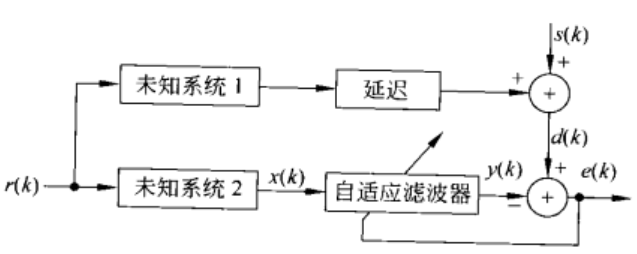 s(k)
+
未知系统 1
延迟
+
+
d(k)
r(k)
未知系统 2
x(k)
自适应滤波器
y(k)
−
+
+
e(k)